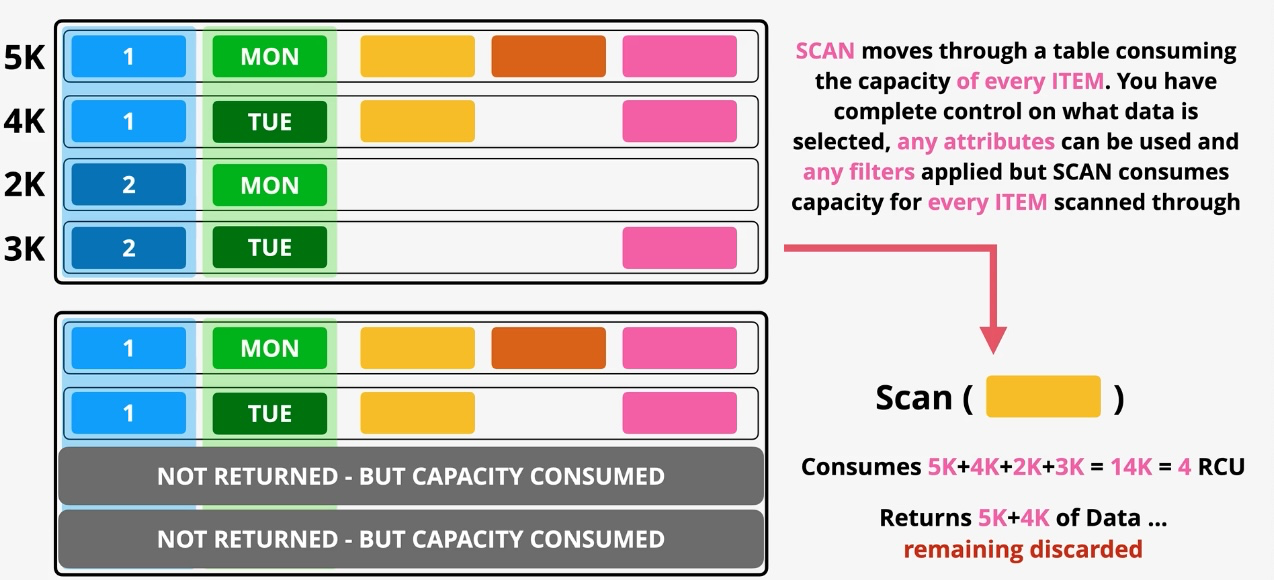 5K 1 MON
4K 1 TUE
2K 2 MON
3K 2 TUE
SCAN moves through a table consuming
the capacity of every ITEM. You have
complete control on what data is
selected, any attributes can be used and
any filters applied but SCAN consumes
capacity for every ITEM scanned through
1 MON
1 TUE
NOT RETURNED - BUT CAPACITY CONSUMED
NOT RETURNED - BUT CAPACITY CONSUMED
Scan ( )
Consumes 5K+4K+2K+3K = 14K = 4 RCU
Returns 5K+4K of Data ...
remaining discarded